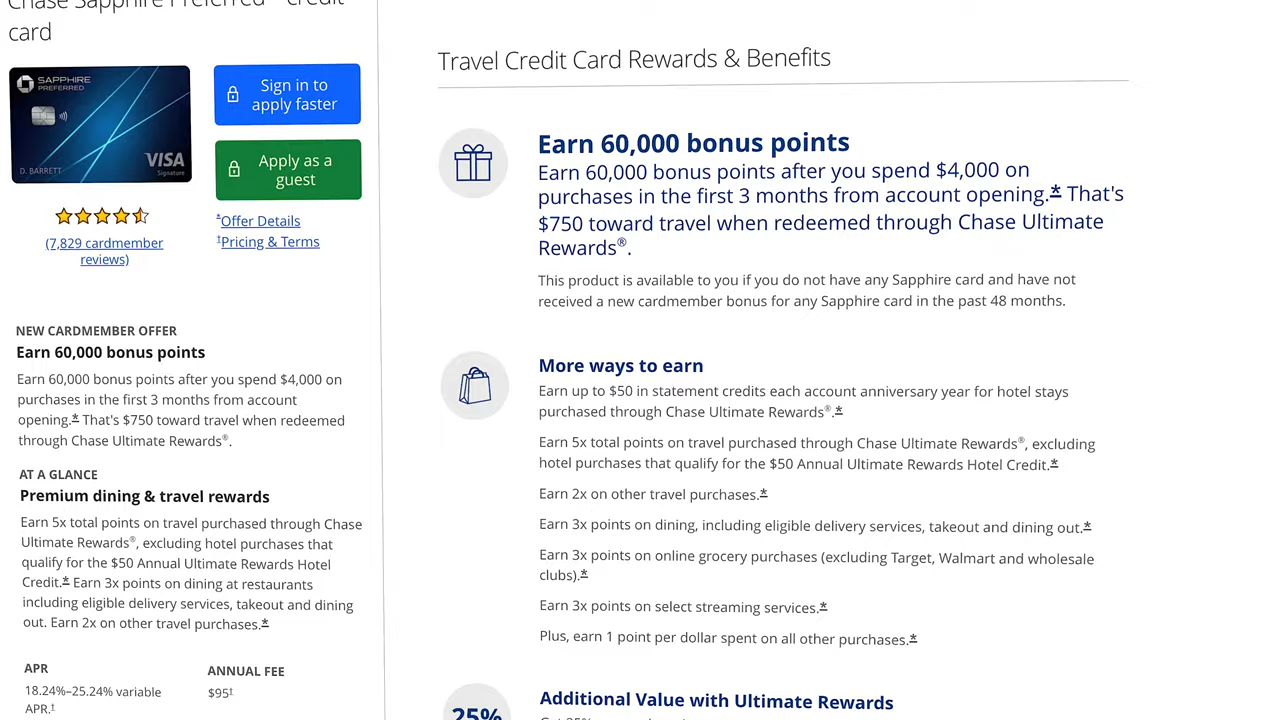 Chase Sapphire Preferred® credit
card
SAPPHIRE
PREFERRED
D. BARRETT
VISA
Signature
Sign in to
apply faster
Apply as a
guest
(7,829 cardmember
reviews)
*Offer Details
†Pricing & Terms
NEW CARDMEMBER OFFER
Earn 60,000 bonus points
Earn 60,000 bonus points after you spend $4,000 on
purchases in the first 3 months from account
opening.* That's $750 toward travel when redeemed
through Chase Ultimate Rewards®.
AT A GLANCE
Premium dining & travel rewards
Earn 5x total points on travel purchased through Chase
Ultimate Rewards®, excluding hotel purchases that
qualify for the $50 Annual Ultimate Rewards Hotel
Credit.* Earn 3x points on dining at restaurants
including eligible delivery services, takeout and dining
out. Earn 2x on other travel purchases.*
APR
18.24%–25.24% variable
APR.†
ANNUAL FEE
$95†
Travel Credit Card Rewards & Benefits
Earn 60,000 bonus points
Earn 60,000 bonus points after you spend $4,000 on
purchases in the first 3 months from account opening.* That's
$750 toward travel when redeemed through Chase Ultimate
Rewards®.
This product is available to you if you do not have any Sapphire card and have not
received a new cardmember bonus for any Sapphire card in the past 48 months.
More ways to earn
Earn up to $50 in statement credits each account anniversary year for hotel stays
purchased through Chase Ultimate Rewards®.*
Earn 5x total points on travel purchased through Chase Ultimate Rewards®, excluding
hotel purchases that qualify for the $50 Annual Ultimate Rewards Hotel Credit.*
Earn 2x on other travel purchases.*
Earn 3x points on dining, including eligible delivery services, takeout and dining out.*
Earn 3x points on online grocery purchases (excluding Target, Walmart and wholesale
clubs).*
Earn 3x points on select streaming services.*
Plus, earn 1 point per dollar spent on all other purchases.*
25%
Additional Value with Ultimate Rewards